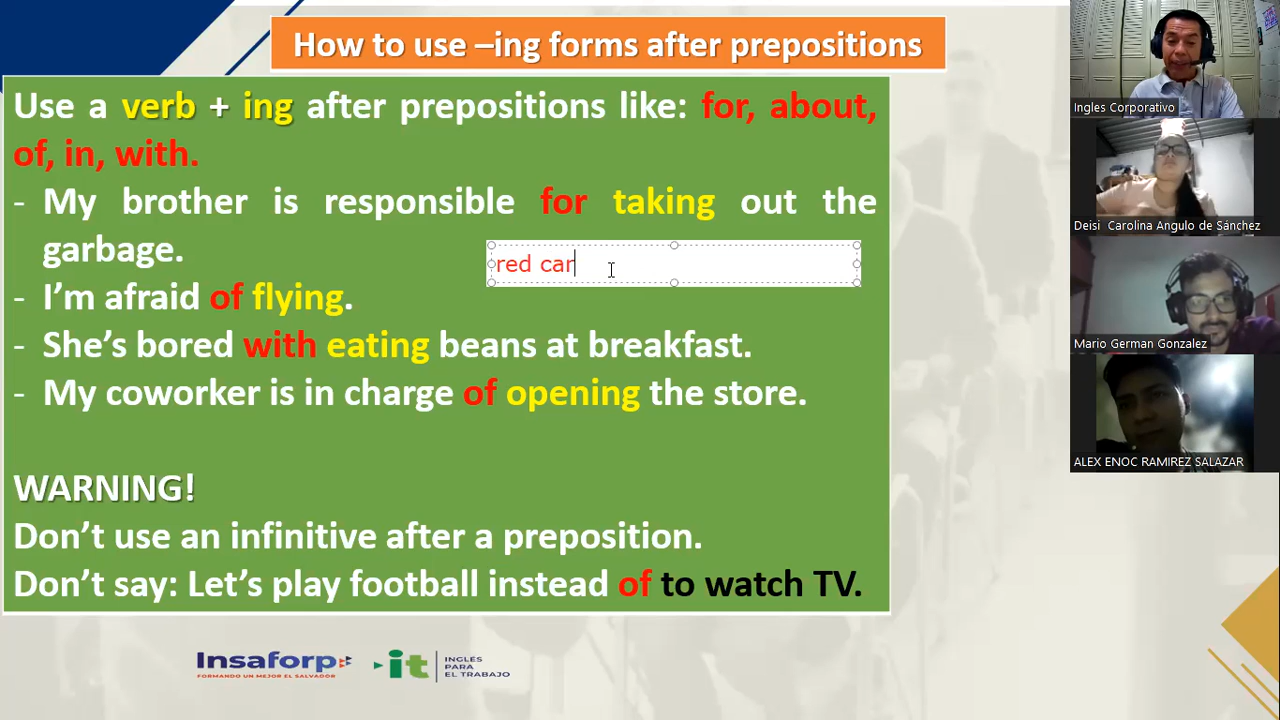 How to use –ing forms after prepositions
Use a verb + ing after prepositions like: for, about,
of, in, with.
- My brother is responsible for taking out the
garbage.
red car
- I'm afraid of flying.
- She's bored with eating beans at breakfast.
- My coworker is in charge of opening the store.
WARNING!
Don't use an infinitive after a preposition.
Don't say: Let's play football instead of to watch TV.
Insaforp
FORMANDO UN MEJOR EL SALVADOR
it
INGLÉS
PARA
EL TRABAJO
Ingles Corporativo
Deisi Carolina Angulo de Sánchez
Mario German Gonzalez
ALEX ENOC RAMIREZ SALAZAR